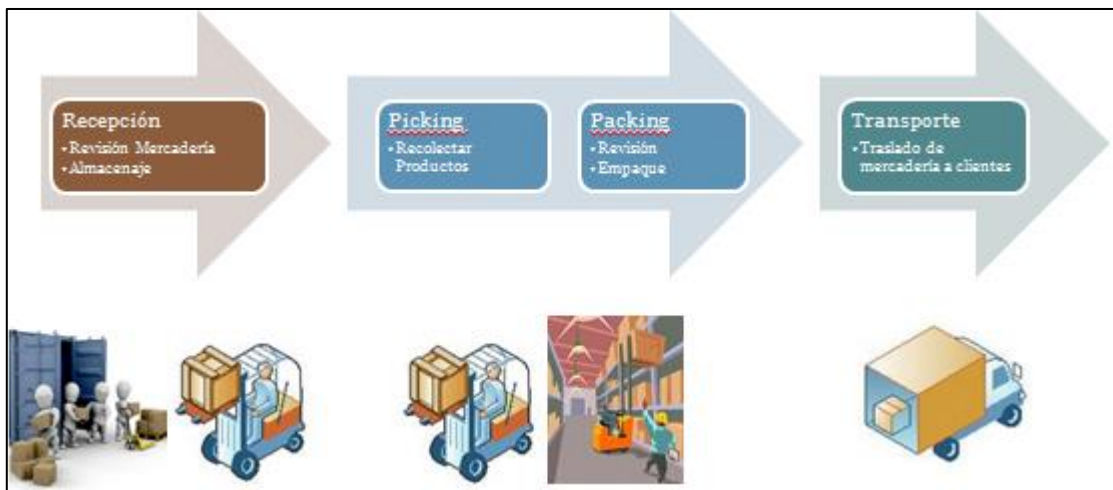 Recepción
•Revisión Mercadería
•Almacenaje
Picking
•Recolectar
Productos
Packing
•Revisión
•Empaque
Transporte
•Traslado de
mercadería a clientes